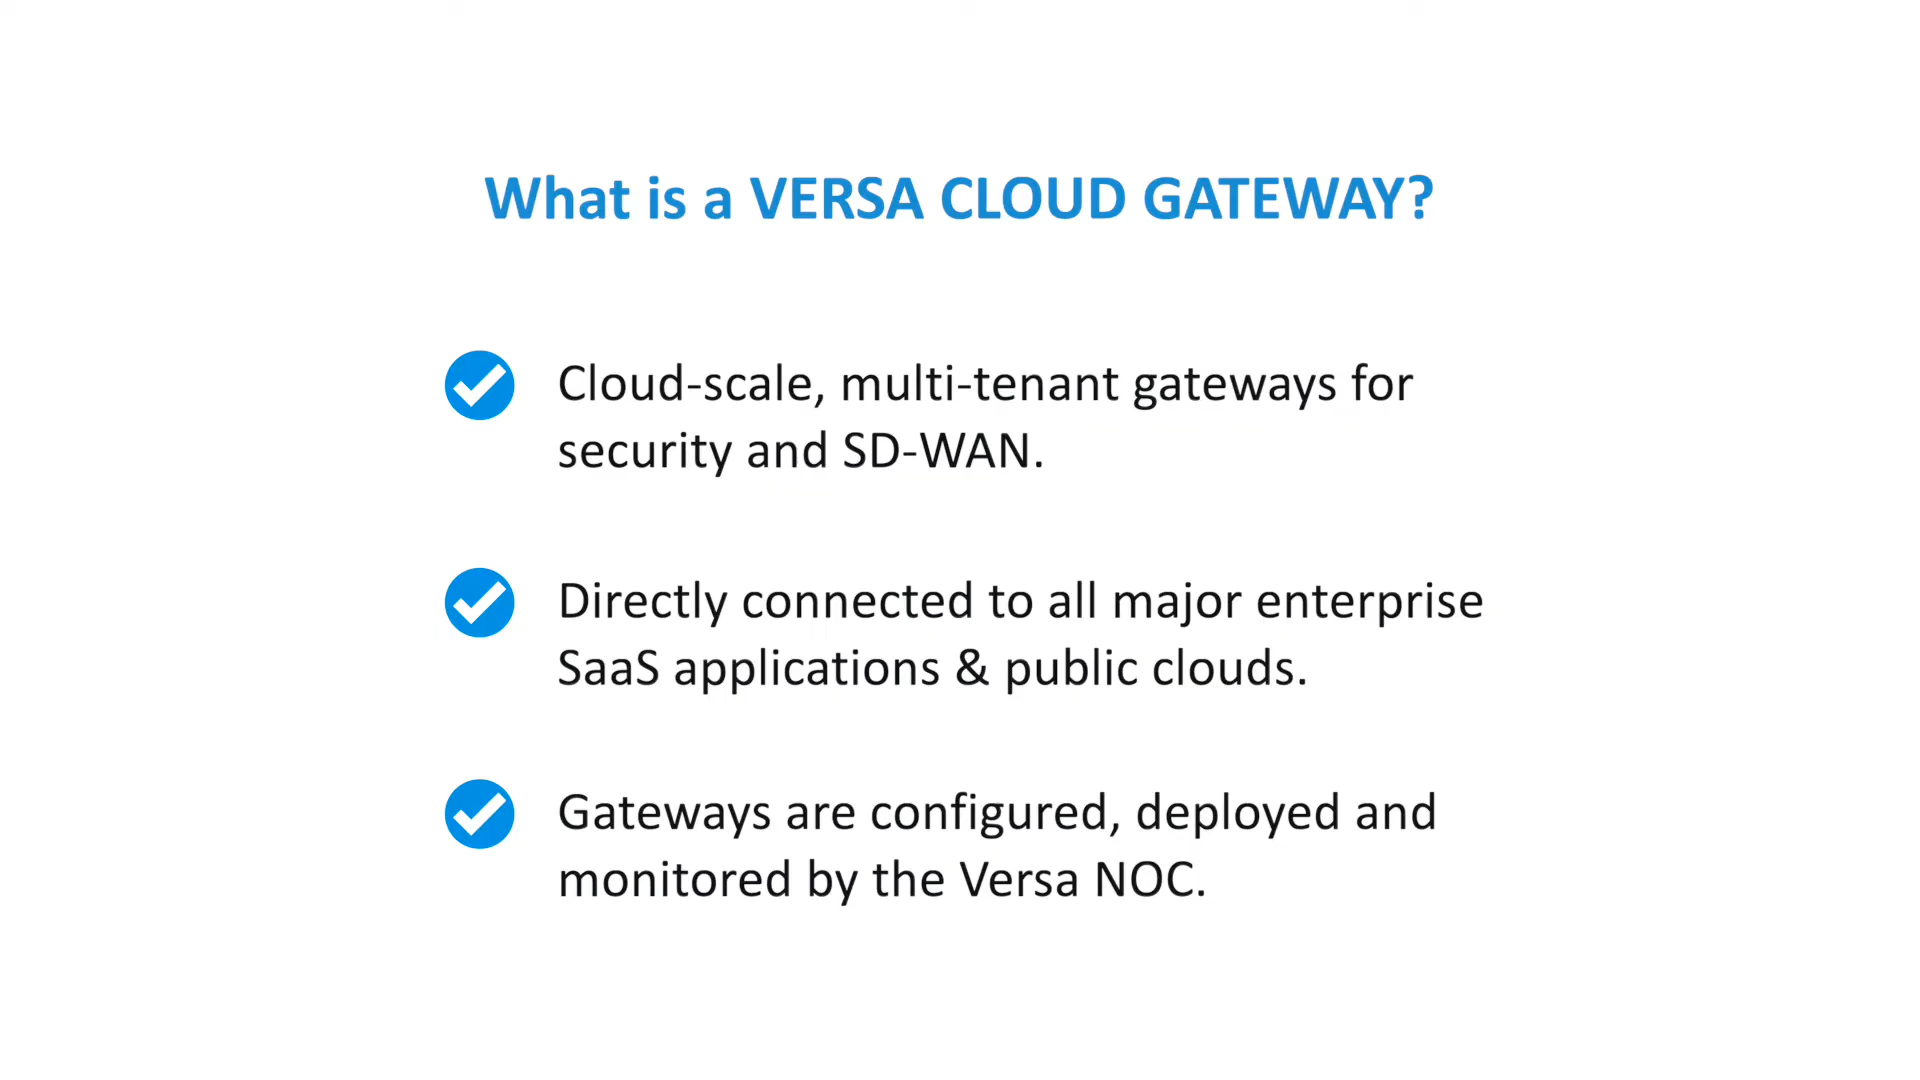 What is a VERSA CLOUD GATEWAY?
Cloud-scale, multi-tenant gateways for
security and SD-WAN.
Directly connected to all major enterprise
SaaS applications & public clouds.
Gateways are configured, deployed and
monitored by the Versa NOC.